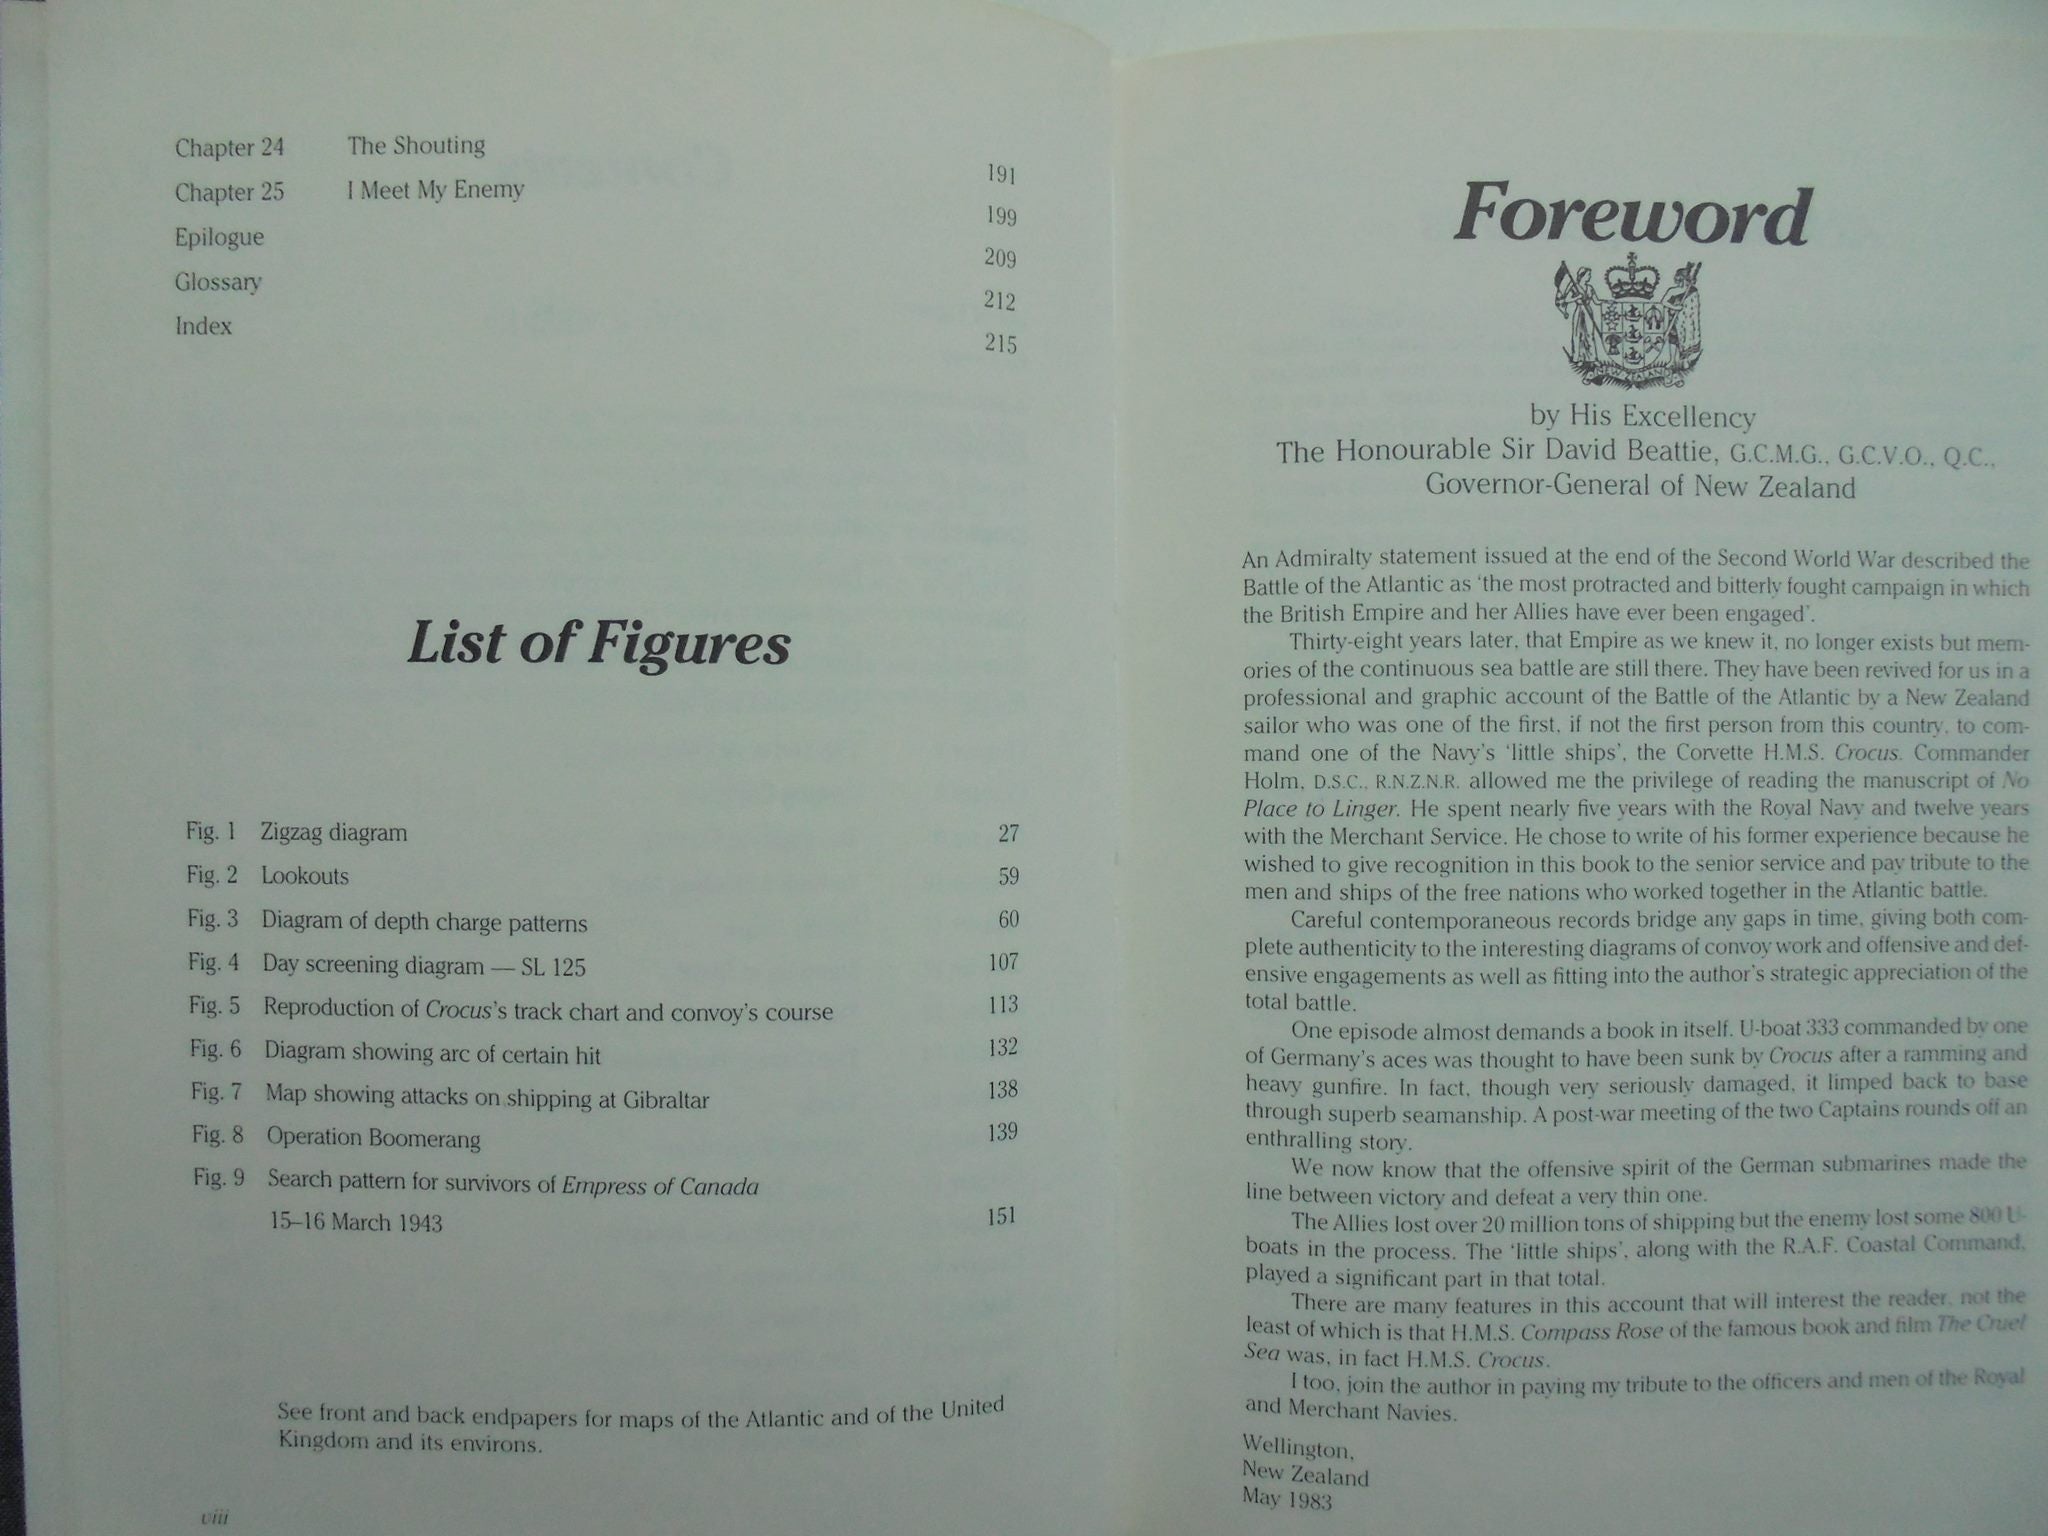 Chapter 24 The Shouting 191
Chapter 25 I Meet My Enemy 199
Epilogue 209
Glossary 212
Index 215
List of Figures
Fig. 1 Zigzag diagram 27
Fig. 2 Lookouts 59
Fig. 3 Diagram of depth charge patterns 60
Fig. 4 Day screening diagram — SL 125 107
Fig. 5 Reproduction of Crocus's track chart and convoy's course 113
Fig. 6 Diagram showing arc of certain hit 132
Fig. 7 Map showing attacks on shipping at Gibraltar 138
Fig. 8 Operation Boomerang 139
Fig. 9 Search pattern for survivors of Empress of Canada
15–16 March 1943 151
See front and back endpapers for maps of the Atlantic and of the United
Kingdom and its environs.
viii
Foreword
NEW ZEALAND
by His Excellency
The Honourable Sir David Beattie, G.C.M.G., G.C.V.O., Q.C.,
Governor-General of New Zealand
An Admiralty statement issued at the end of the Second World War described the
Battle of the Atlantic as 'the most protracted and bitterly fought campaign in which
the British Empire and her Allies have ever been engaged'.
Thirty-eight years later, that Empire as we knew it, no longer exists but mem-
ories of the continuous sea battle are still there. They have been revived for us in a
professional and graphic account of the Battle of the Atlantic by a New Zealand
sailor who was one of the first, if not the first person from this country, to com-
mand one of the Navy's 'little ships', the Corvette H.M.S. Crocus. Commander
Holm, D.S.C., R.N.Z.N.R. allowed me the privilege of reading the manuscript of No
Place to Linger. He spent nearly five years with the Royal Navy and twelve years
with the Merchant Service. He chose to write of his former experience because he
wished to give recognition in this book to the senior service and pay tribute to the
men and ships of the free nations who worked together in the Atlantic battle.
Careful contemporaneous records bridge any gaps in time, giving both com-
plete authenticity to the interesting diagrams of convoy work and offensive and def-
ensive engagements as well as fitting into the author's strategic appreciation of the
total battle.
One episode almost demands a book in itself. U-boat 333 commanded by one
of Germany's aces was thought to have been sunk by Crocus after a ramming and
heavy gunfire. In fact, though very seriously damaged, it limped back to base
through superb seamanship. A post-war meeting of the two Captains rounds off an
enthralling story.
We now know that the offensive spirit of the German submarines made the
line between victory and defeat a very thin one.
The Allies lost over 20 million tons of shipping but the enemy lost some 800 U-
boats in the process. The 'little ships', along with the R.A.F. Coastal Command,
played a significant part in that total.
There are many features in this account that will interest the reader, not the
least of which is that H.M.S. Compass Rose of the famous book and film The Cruel
Sea was, in fact H.M.S. Crocus.
I too, join the author in paying my tribute to the officers and men of the Royal
and Merchant Navies.
Wellington,
New Zealand
May 1983